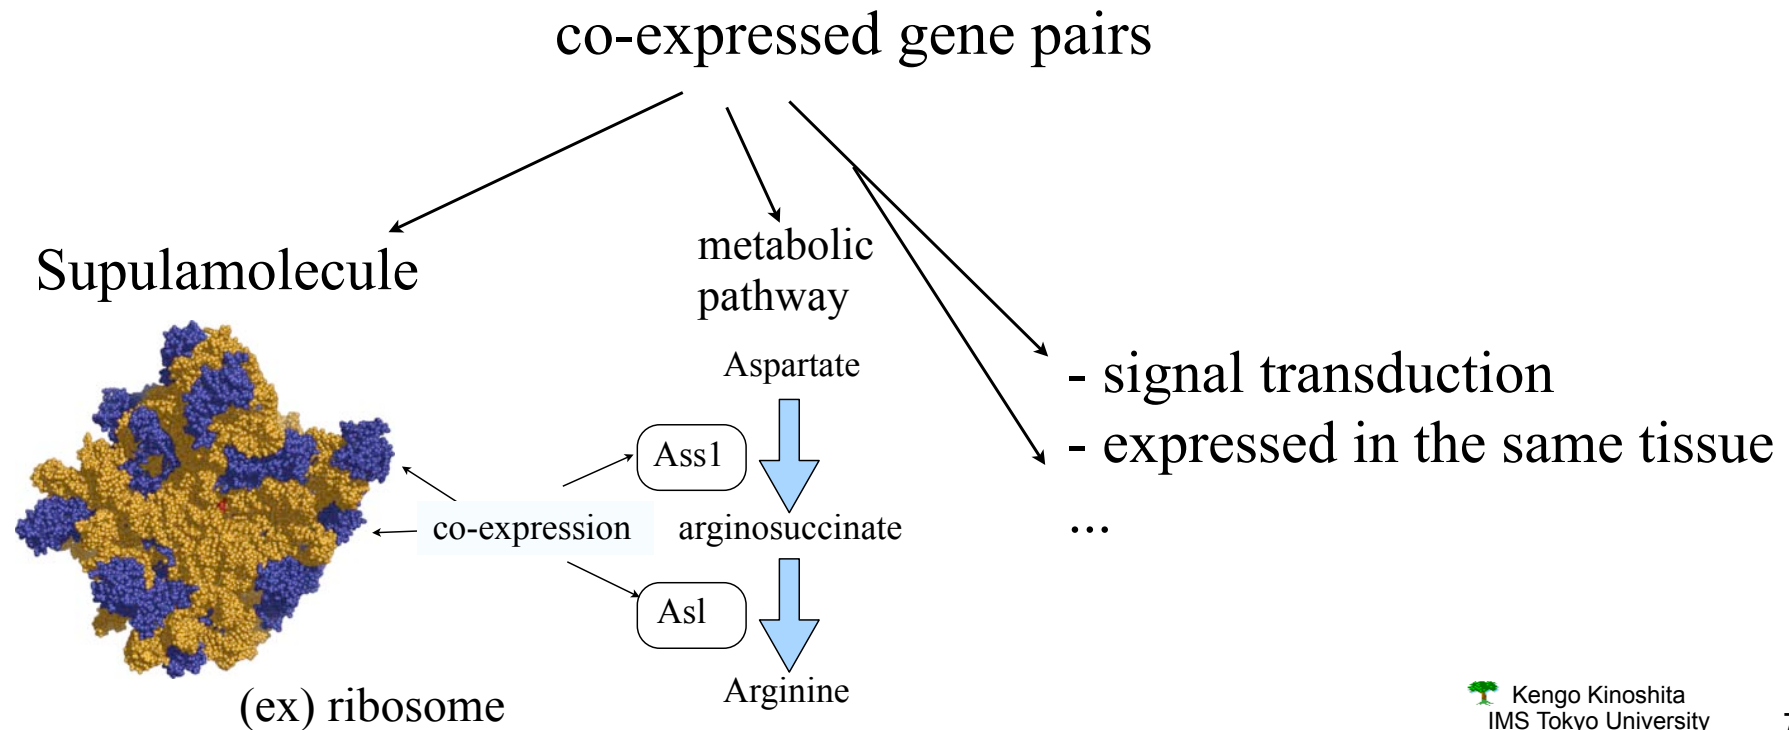 co-expressed gene pairs
Supulamolecule
metabolic
pathway
Aspartate
Ass1
co-expression
arginosuccinate
Asl
Arginine
(ex) ribosome
- signal transduction
- expressed in the same tissue
...
Kengo Kinoshita
IMS Tokyo University
7